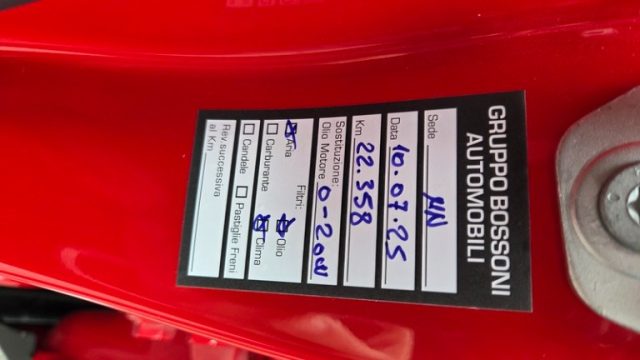 GRUPPO BOSSONI
AUTOMOBILI
Sede MN
Data 10.07.25
Km 22.358
Sostituzione:
Olio Motore 0-20W
Filtri:
☒ Aria ☒ Olio
☐ Carburante ☒ Clima
☐ Candele ☐ Pastiglie Freni
Rev. successiva
al Km